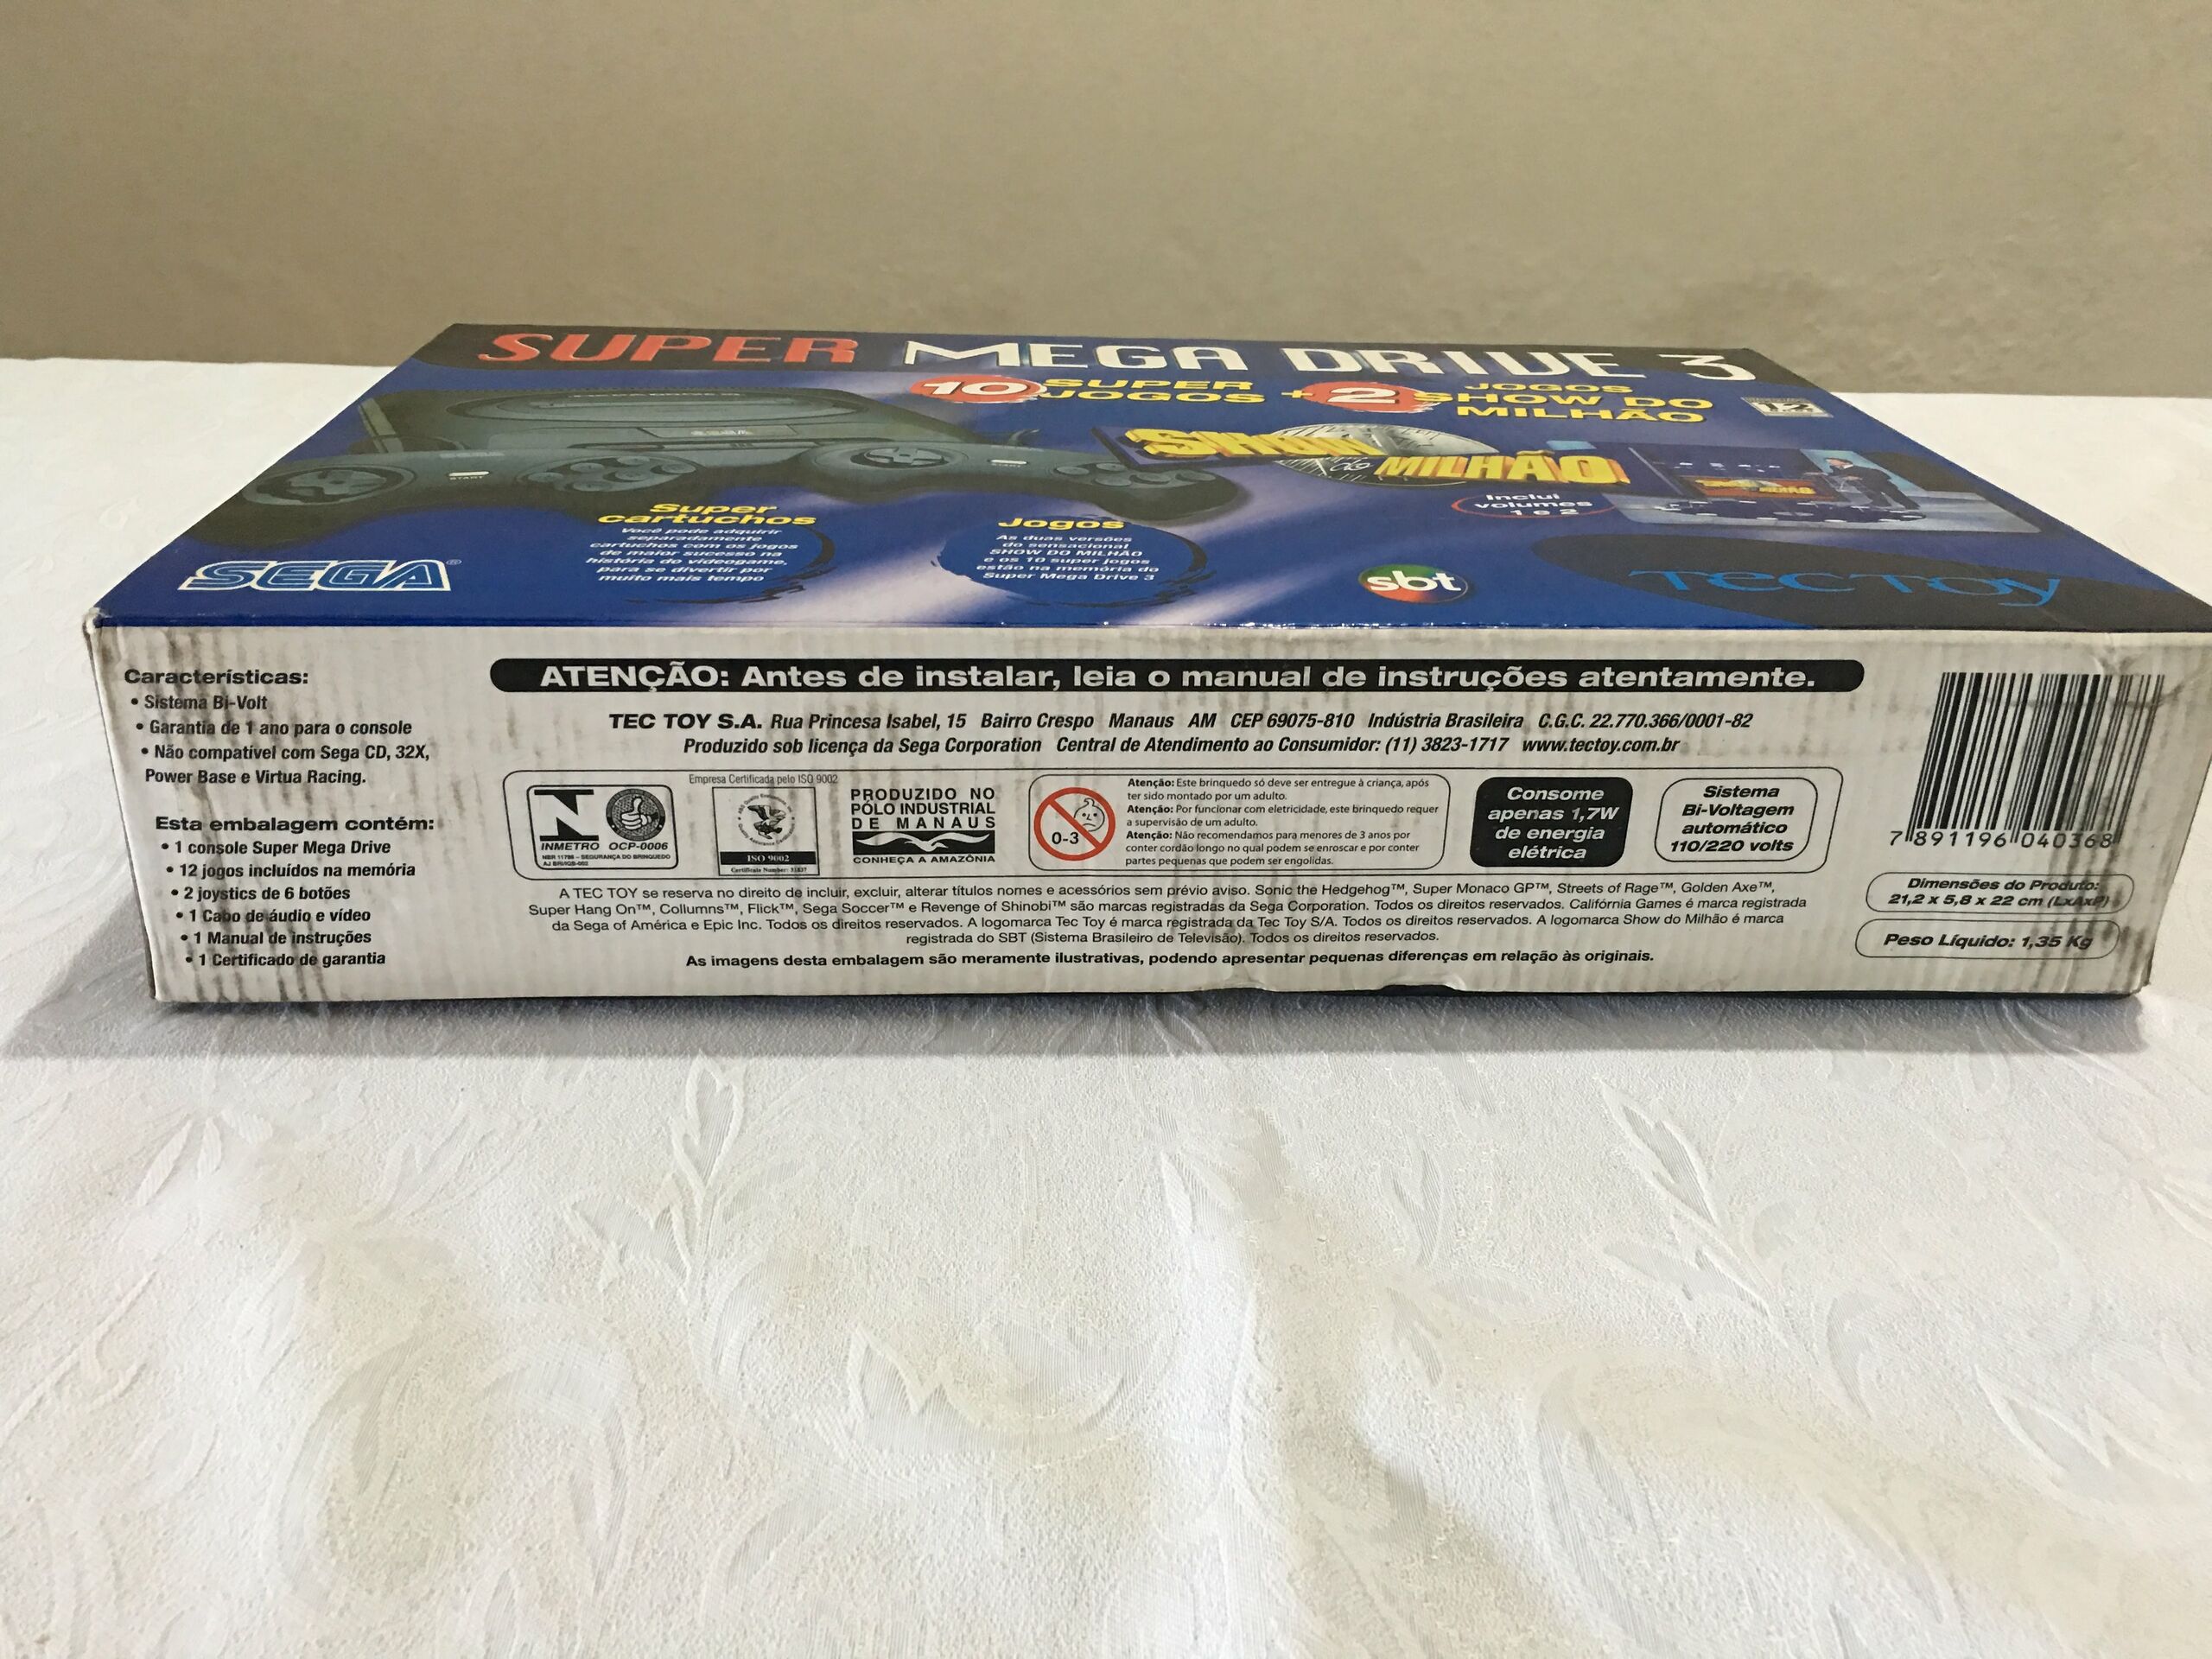 SUPER MEGA DRIVE 3
10 SUPER JOGOS + 2 JOGOS SHOW DO MILHÃO
SHOW DO MILHÃO
Inclui
volumes
1 e 2
SEGA
START
START
Super
cartuchos
Você pode adquirir
separadamente
cartuchos com os jogos
de maior sucesso na
história do videogame,
para se divertir por
muito mais tempo
Jogos
As duas versões
do sensacional
SHOW DO MILHÃO
e os 10 super jogos
estão na memória do
Super Mega Drive 3
SEGA®
sbt
TECTOY
Características:
• Sistema Bi-Volt
• Garantia de 1 ano para o console
• Não compatível com Sega CD, 32X,
Power Base e Virtua Racing.
Esta embalagem contém:
• 1 console Super Mega Drive
• 12 jogos incluídos na memória
• 2 joystics de 6 botões
• 1 Cabo de áudio e vídeo
• 1 Manual de instruções
• 1 Certificado de garantia
ATENÇÃO: Antes de instalar, leia o manual de instruções atentamente.
TEC TOY S.A. Rua Princesa Isabel, 15 Bairro Crespo Manaus AM CEP 69075-810 Indústria Brasileira C.G.C. 22.770.366/0001-82
Produzido sob licença da Sega Corporation Central de Atendimento ao Consumidor: (11) 3823-1717 www.tectoy.com.br
INMETRO OCP-0006
NBR 11786 - SEGURANÇA DO BRINQUEDO
Empresa Certificada pelo ISO 9002
ISO 9002
PRODUZIDO NO
PÓLO INDUSTRIAL
DE MANAUS
CONHEÇA A AMAZÔNIA
0-3
Atenção: Este brinquedo só deve ser entregue à criança, após
ter sido montado por um adulto.
Atenção: Por funcionar com eletricidade, este brinquedo requer
a supervisão de um adulto.
Atenção: Não recomendamos para menores de 3 anos por
conter cordão longo no qual podem se enroscar e por conter
partes pequenas que podem ser engolidas.
Consome
apenas 1,7W
de energia
elétrica
Sistema
Bi-Voltagem
automático
110/220 volts
A TEC TOY se reserva no direito de incluir, excluir, alterar títulos nomes e acessórios sem prévio aviso. Sonic the Hedgehog™, Super Monaco GP™, Streets of Rage™, Golden Axe™,
Super Hang On™, Collumns™, Flick™, Sega Soccer™ e Revenge of Shinobi™ são marcas registradas da Sega Corporation. Todos os direitos reservados. Califórnia Games é marca registrada
da Sega of América e Epic Inc. Todos os direitos reservados. A logomarca Tec Toy é marca registrada da Tec Toy S/A. Todos os direitos reservados. A logomarca Show do Milhão é marca
registrada do SBT (Sistema Brasileiro de Televisão). Todos os direitos reservados.
As imagens desta embalagem são meramente ilustrativas, podendo apresentar pequenas diferenças em relação às originais.
7 891196 040368
Dimensões do Produto:
21,2 x 5,8 x 22 cm (LxAxP)
Peso Líquido: 1,35 Kg